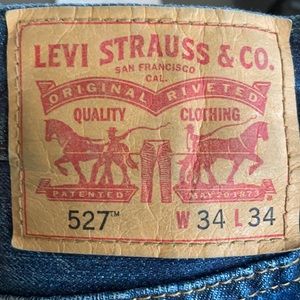 LEVI STRAUSS & CO.
SAN FRANCISCO
CAL.
ORIGINAL RIVETED
QUALITY CLOTHING
PATENTED MAY 20 1873
527™ W 34 L 34